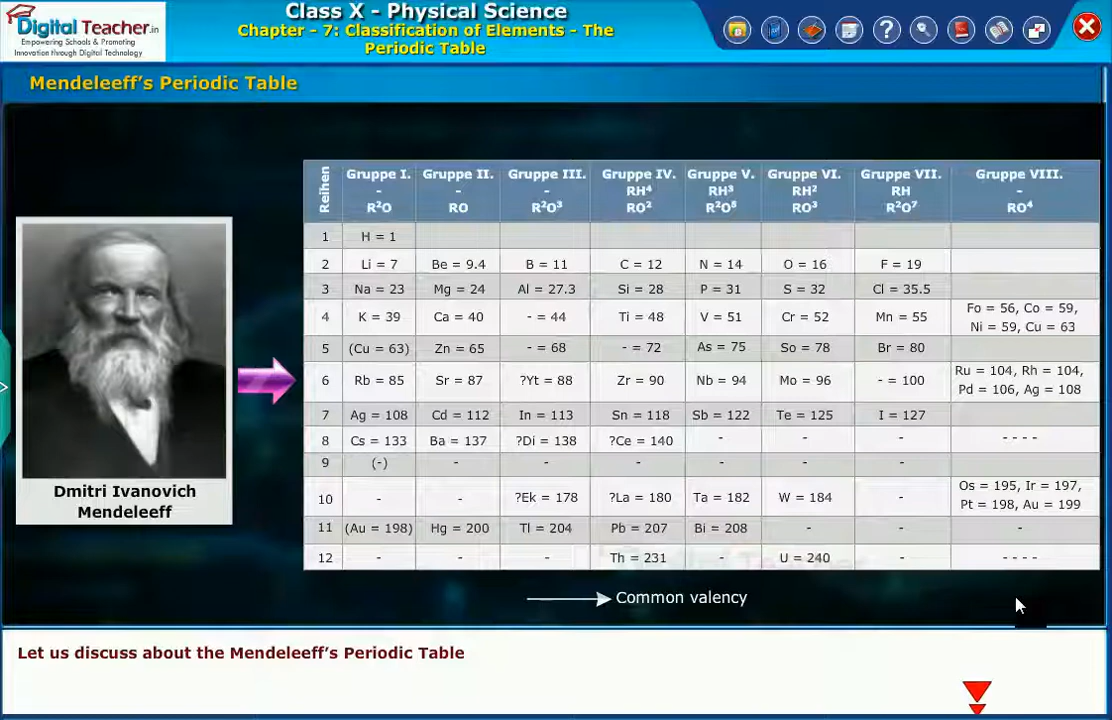 Digital Teacher.in
Empowering Schools & Promoting
Innovation through Digital Technology
Class X - Physical Science
Chapter - 7: Classification of Elements - The
Periodic Table
Mendeleeff's Periodic Table
Reihen
Gruppe I. - R²O
Gruppe II. - RO
Gruppe III. - R²O³
Gruppe IV. RH⁴ RO²
Gruppe V. RH³ R²O⁵
Gruppe VI. RH² RO³
Gruppe VII. RH R²O⁷
Gruppe VIII. - RO⁴
1 H = 1
2 Li = 7 Be = 9.4 B = 11 C = 12 N = 14 O = 16 F = 19
3 Na = 23 Mg = 24 Al = 27.3 Si = 28 P = 31 S = 32 Cl = 35.5
4 K = 39 Ca = 40 - = 44 Ti = 48 V = 51 Cr = 52 Mn = 55 Fo = 56, Co = 59,
Ni = 59, Cu = 63
5 (Cu = 63) Zn = 65 - = 68 - = 72 As = 75 So = 78 Br = 80
6 Rb = 85 Sr = 87 ?Yt = 88 Zr = 90 Nb = 94 Mo = 96 - = 100 Ru = 104, Rh = 104,
Pd = 106, Ag = 108
7 Ag = 108 Cd = 112 In = 113 Sn = 118 Sb = 122 Te = 125 I = 127
8 Cs = 133 Ba = 137 ?Di = 138 ?Ce = 140 - - - - - - -
9 (-) - - - - - -
10 - - ?Ek = 178 ?La = 180 Ta = 182 W = 184 - Os = 195, Ir = 197,
Pt = 198, Au = 199
11 (Au = 198) Hg = 200 Tl = 204 Pb = 207 Bi = 208 - - -
12 - - - Th = 231 - U = 240 - - - - -
Dmitri Ivanovich
Mendeleeff
Common valency
Let us discuss about the Mendeleeff's Periodic Table